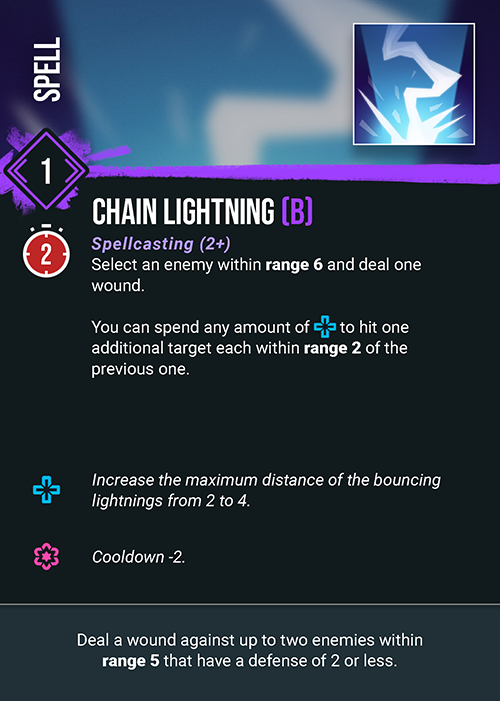 SPELL
1
CHAIN LIGHTNING (B)
2
Spellcasting (2+)
Select an enemy within range 6 and deal one
wound.
You can spend any amount of to hit one
additional target each within range 2 of the
previous one.
Increase the maximum distance of the bouncing
lightnings from 2 to 4.
Cooldown -2.
Deal a wound against up to two enemies within
range 5 that have a defense of 2 or less.